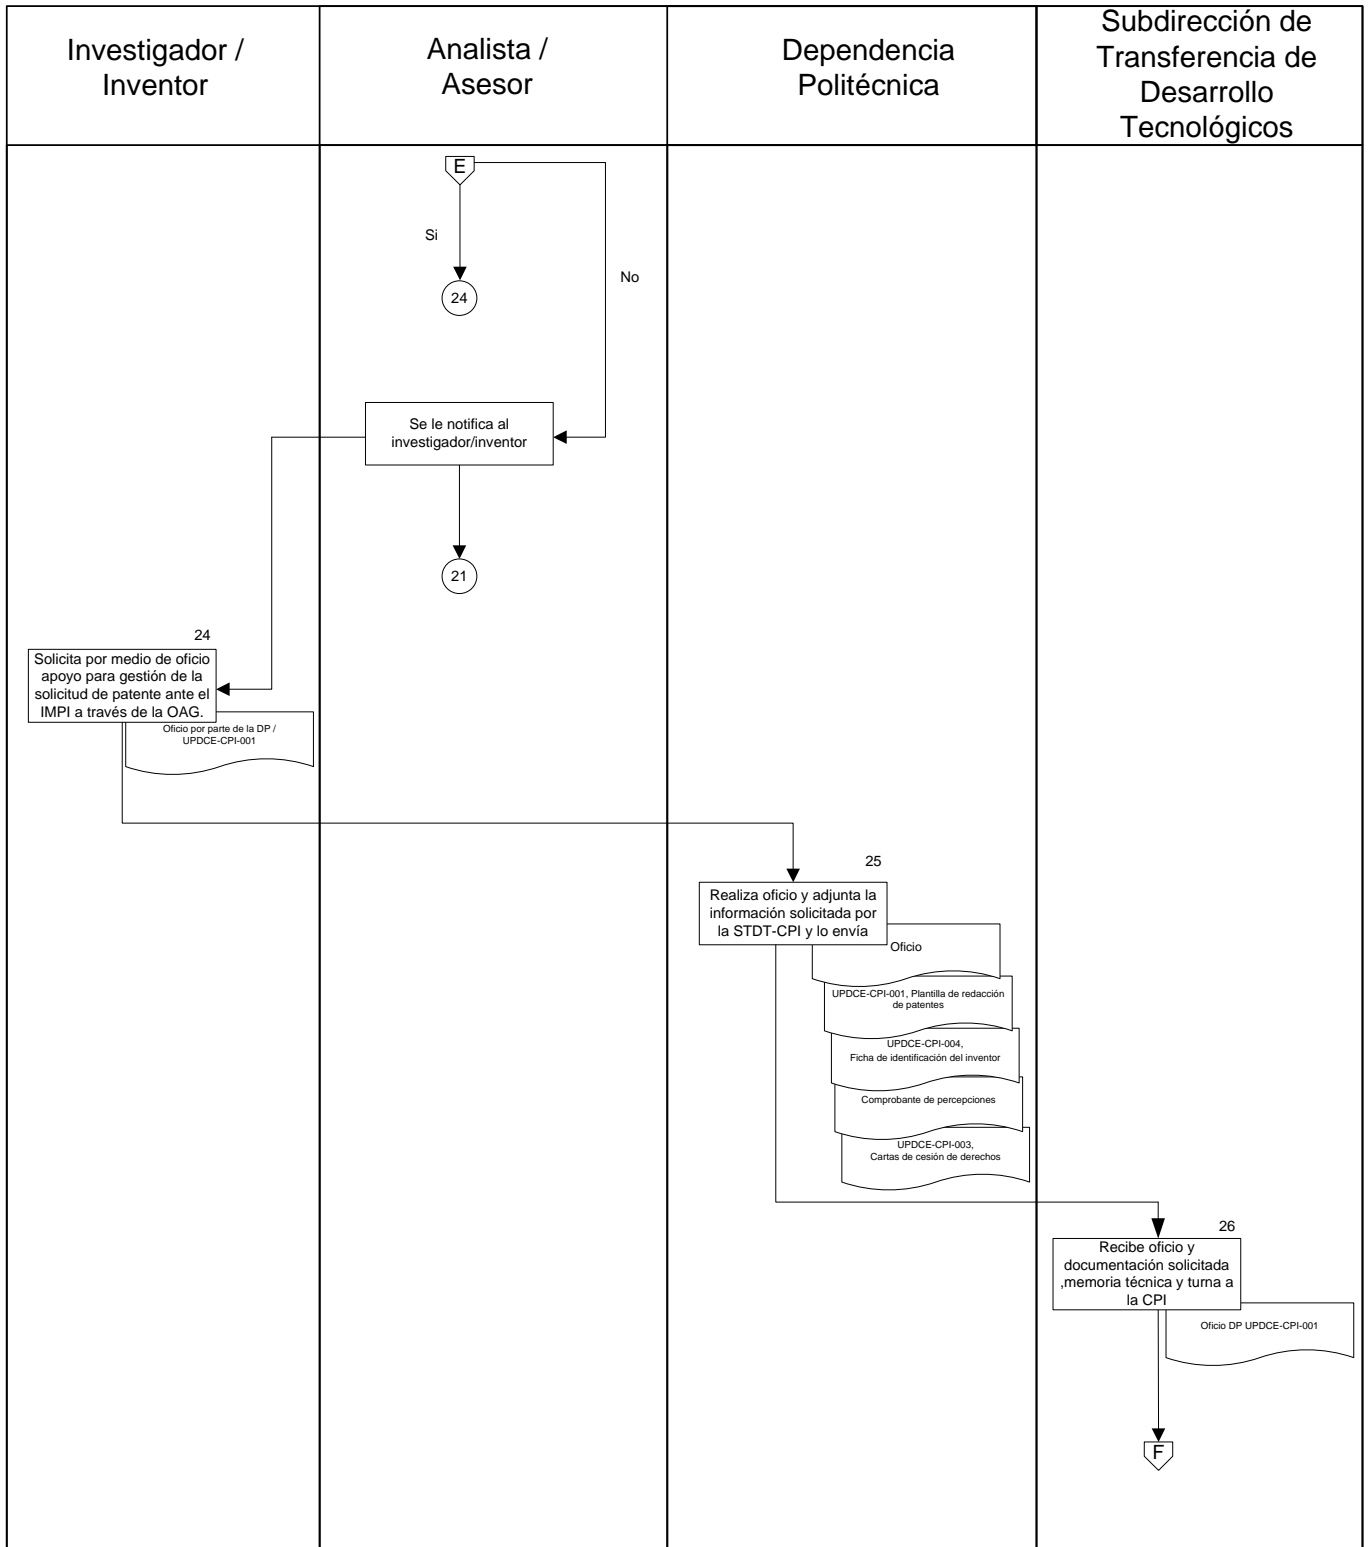 Investigador /
Inventor
Analista /
Asesor
Dependencia
Politécnica
Subdirección de
Transferencia de
Desarrollo
Tecnológicos
E
Si
No
24
Se le notifica al
investigador/inventor
21
24
Solicita por medio de oficio
apoyo para gestión de la
solicitud de patente ante el
IMPI a través de la OAG.
Oficio por parte de la DP /
UPDCE-CPI-001
25
Realiza oficio y adjunta la
información solicitada por
la STDT-CPI y lo envía
Oficio
UPDCE-CPI-001, Plantilla de redacción
de patentes
UPDCE-CPI-004,
Ficha de identificación del inventor
Comprobante de percepciones
UPDCE-CPI-003,
Cartas de cesión de derechos
26
Recibe oficio y
documentación solicitada
,memoria técnica y turna a
la CPI
Oficio DP UPDCE-CPI-001
F